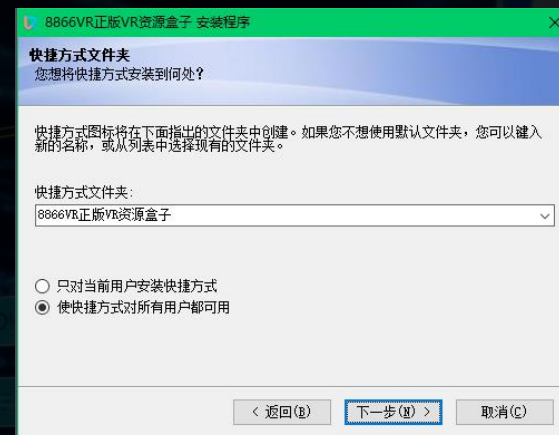 8866VR正版VR资源盒子 安装程序
快捷方式文件夹
您想将快捷方式安装到何处?
快捷方式图标将在下面指出的文件夹中创建。如果您不想使用默认文件夹，您可以键入
新的名称，或从列表中选择现有的文件夹。
快捷方式文件夹:
8866VR正版VR资源盒子
只对当前用户安装快捷方式
使快捷方式对所有用户都可用
< 返回(B)
下一步(N) >
取消(C)